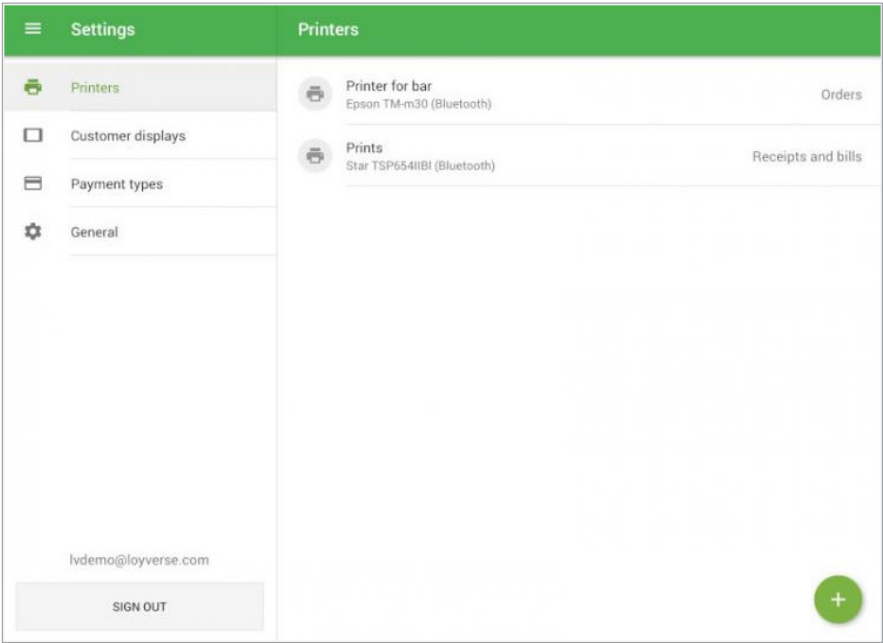 Settings
Printers
Customer displays
Payment types
General
lvdemo@loyverse.com
SIGN OUT
Printers
Printer for bar
Epson TM-m30 (Bluetooth)
Orders
Prints
Star TSP654IIBI (Bluetooth)
Receipts and bills